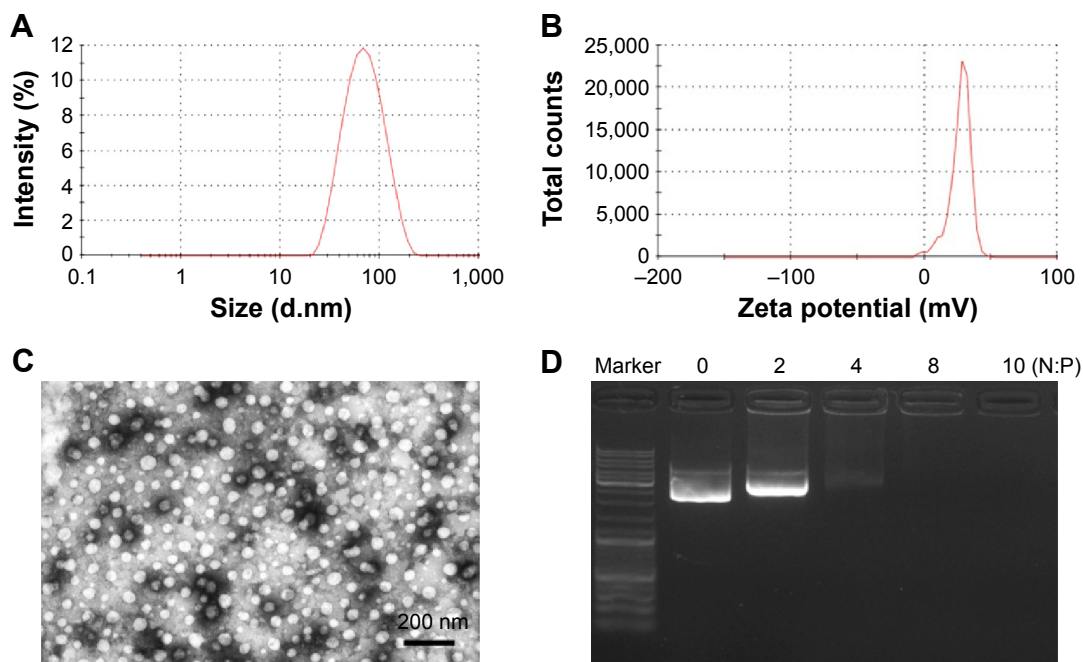 A
Intensity (%)
12
10
8
6
4
2
0
0.1 1 10 100 1,000
Size (d.nm)
B
Total counts
25,000
20,000
15,000
10,000
5,000
0
–200 –100 0 100
Zeta potential (mV)
C
200 nm
D
Marker 0 2 4 8 10 (N:P)